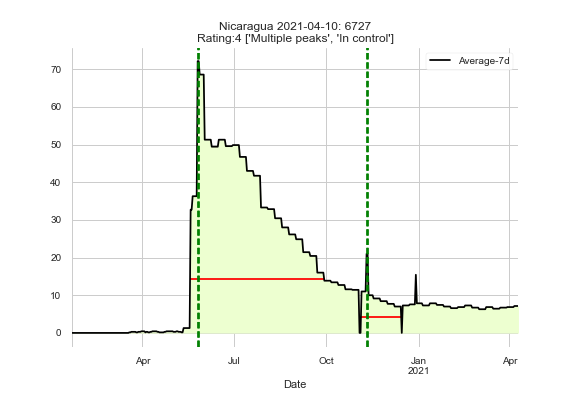 Nicaragua 2021-04-10: 6727
Rating:4 ['Multiple peaks', 'In control']
Average-7d
70
60
50
40
30
20
10
0
Apr
Jul
Oct
Jan
2021
Apr
Date